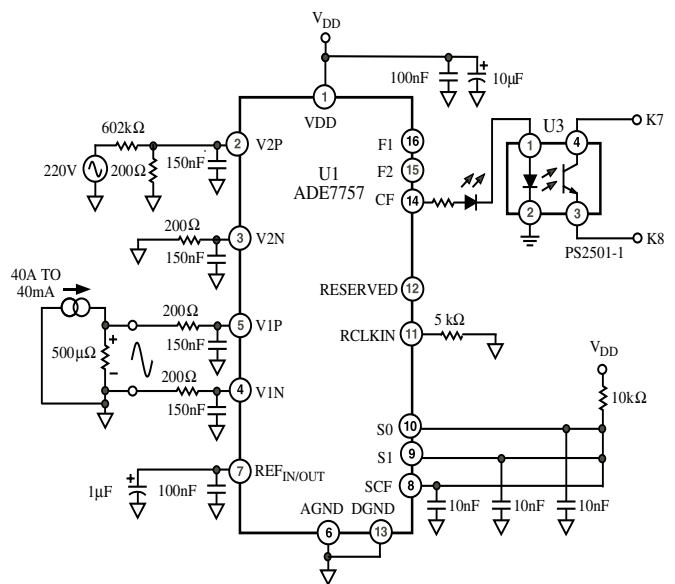 VDD
100nF
10μF
1
VDD
602kΩ
2
V2P
220V
200Ω
150nF
U1
ADE7757
F1
16
F2
15
CF
14
U3
1
4
2
3
K7
K8
PS2501-1
200Ω
3
V2N
150nF
40A TO
40mA
200Ω
5
V1P
500μΩ
+
−
150nF
200Ω
4
V1N
150nF
RESERVED
12
RCLKIN
11
5 kΩ
VDD
10kΩ
S0
10
S1
9
SCF
8
10nF
10nF
10nF
7
REFIN/OUT
1μF
+
100nF
AGND
DGND
6
13
+